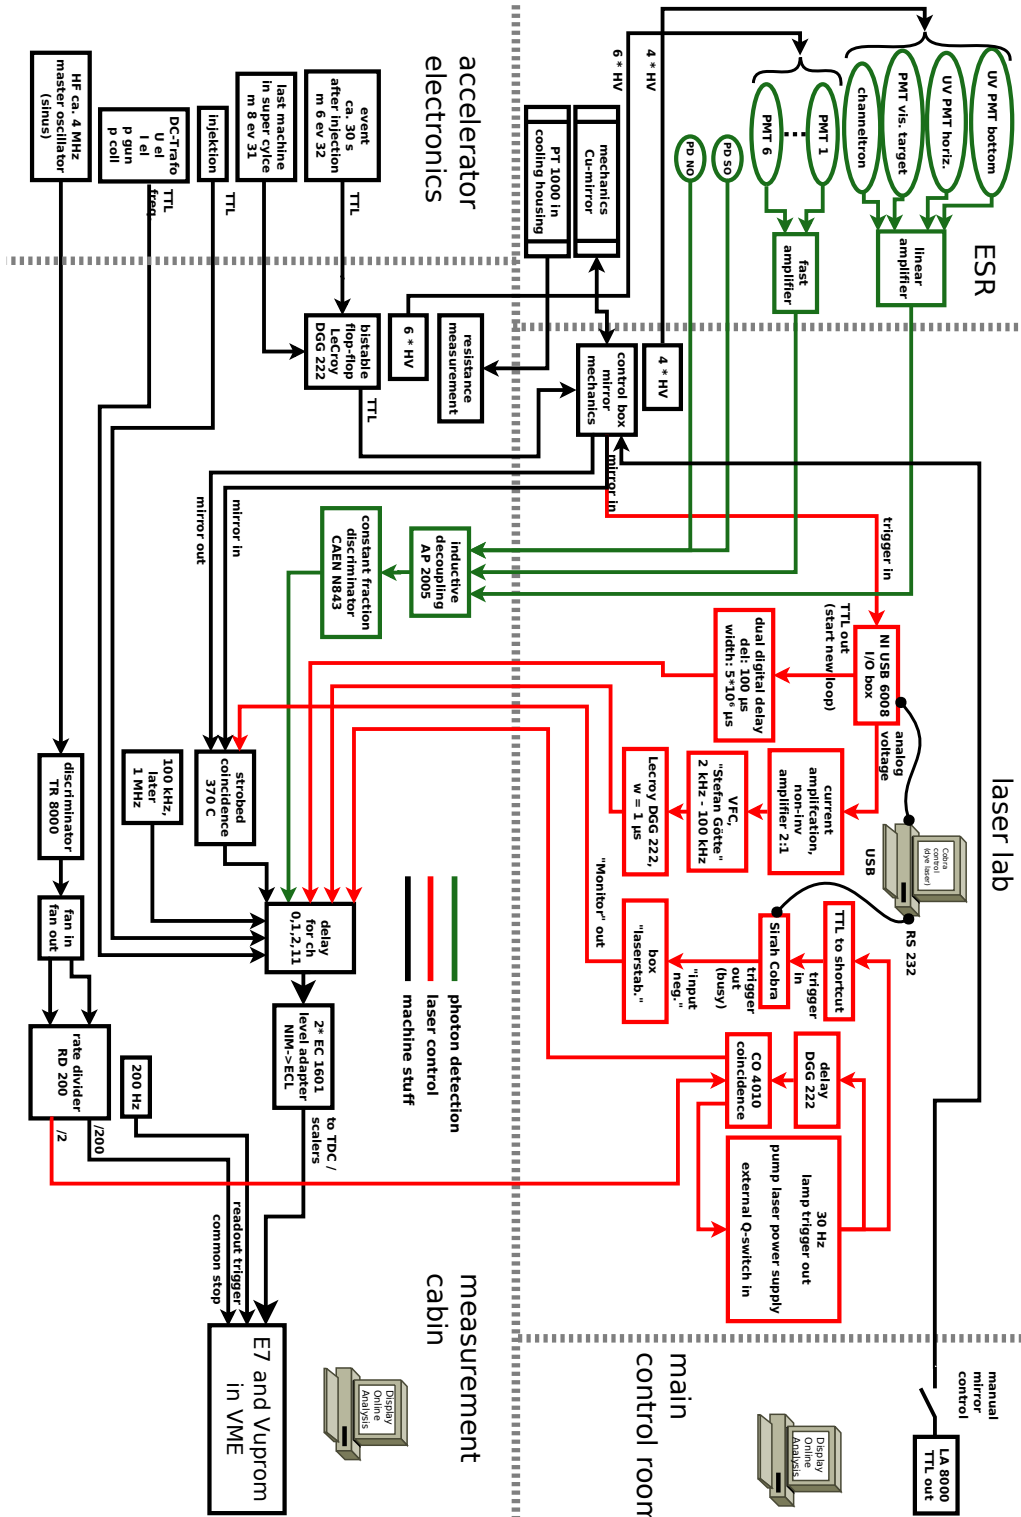 ESR
UV PMT bottom
UV PMT horiz.
PMT vis. target
channeltron
PMT 1
PMT 6
PD SO
PD NO
linear
amplifier
fast
amplifier
4 * HV
6 * HV
mechanics
Cu-mirror
PT 1000 in
cooling housing
accelerator
electronics
event
ca. 30 s
after injection
m 6 ev 32
last machine
in super cylce
m 8 ev 31
injektion
DC-Trafo
U el
I el
p gun
p coll
HF ca. 4 MHz
master oscillator
(sinus)
TTL
TTL
TTL
freq.
4 * HV
control box
mirror
mechanics
resistance
measurement
6 * HV
bistable
flop-flop
LeCroy
DGG 222
TTL
mirror in
mirror in
mirror out
laser lab
trigger in
NI USB 6008
I/O box
TTL out
(start new loop)
analog
voltage
dual digital delay
del: 100 µs
width: 5*10⁶ µs
inductive
decoupling
AP 2005
constant fraction
discriminator
CAEN N843
current
amplifcation,
non-inv
amplifier 2:1
VFC,
"Stefan Götte"
2 kHz - 100 kHz
Lecroy DGG 222,
w = 1 µs
Cobra
control
(dye laser)
USB
RS 232
TTL to shortcut
trigger
in
Sirah Cobra
trigger
out
(busy)
"input
neg."
box
"laserstab."
"Monitor" out
delay
DGG 222
CO 4010
coincidence
30 Hz
lamp trigger out
pump laser power supply
external Q-switch in
strobed
coincidence
370 C
100 kHz,
later
1 MHz
discriminator
TR 8000
fan in
fan out
delay
for ch
0,1,2,11
photon detection
laser control
machine stuff
2* EC 1601
level adapter
NIM->ECL
to TDC /
scalers
200 Hz
rate divider
RD 200
/200
/2
readout trigger
common stop
measurement
cabin
E7 and Vuprom
in VME
Display
Online
Analysis
main
control room
Display
Online
Analysis
manual
mirror
control
LA 8000
TTL out